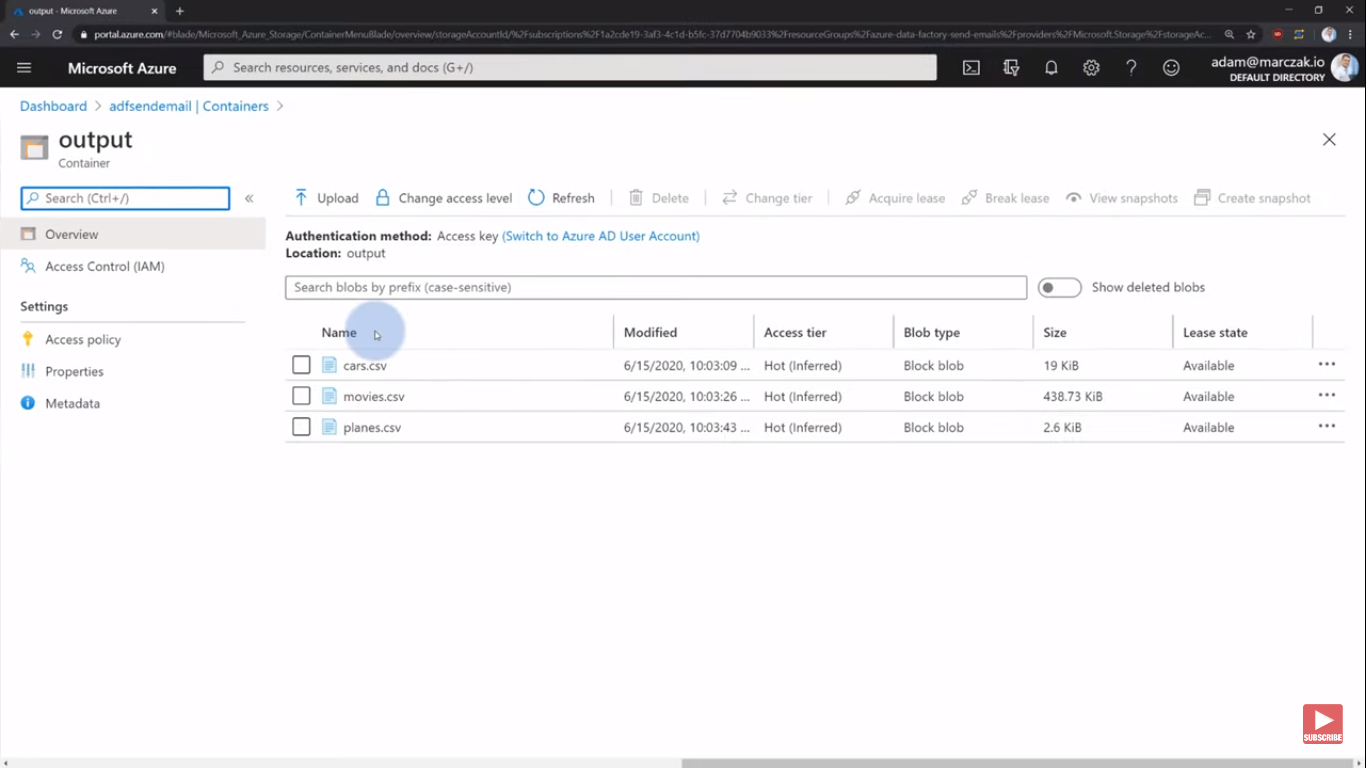 output - Microsoft Azure
portal.azure.com/#blade/Microsoft_Azure_Storage/ContainerMenuBlade/overview/storageAccountId/%2Fsubscriptions%2F1a2cde19-3af3-4c1d-b5fc-37d7704b9033%2FresourceGroups%2Fazure-data-factory-send-emails%2Fproviders%2FMicrosoft.Storage%2FstorageAc...
Microsoft Azure
Search resources, services, and docs (G+/)
adam@marczak.io
DEFAULT DIRECTORY
Dashboard > adfsendemail | Containers >
output
Container
Search (Ctrl+/) «
Upload Change access level Refresh Delete Change tier Acquire lease Break lease View snapshots Create snapshot
Overview
Access Control (IAM)
Settings
Access policy
Properties
Metadata
Authentication method: Access key (Switch to Azure AD User Account)
Location: output
Search blobs by prefix (case-sensitive) Show deleted blobs
Name Modified Access tier Blob type Size Lease state
cars.csv 6/15/2020, 10:03:09 ... Hot (Inferred) Block blob 19 KiB Available ...
movies.csv 6/15/2020, 10:03:26 ... Hot (Inferred) Block blob 438.73 KiB Available ...
planes.csv 6/15/2020, 10:03:43 ... Hot (Inferred) Block blob 2.6 KiB Available ...
SUBSCRIBE